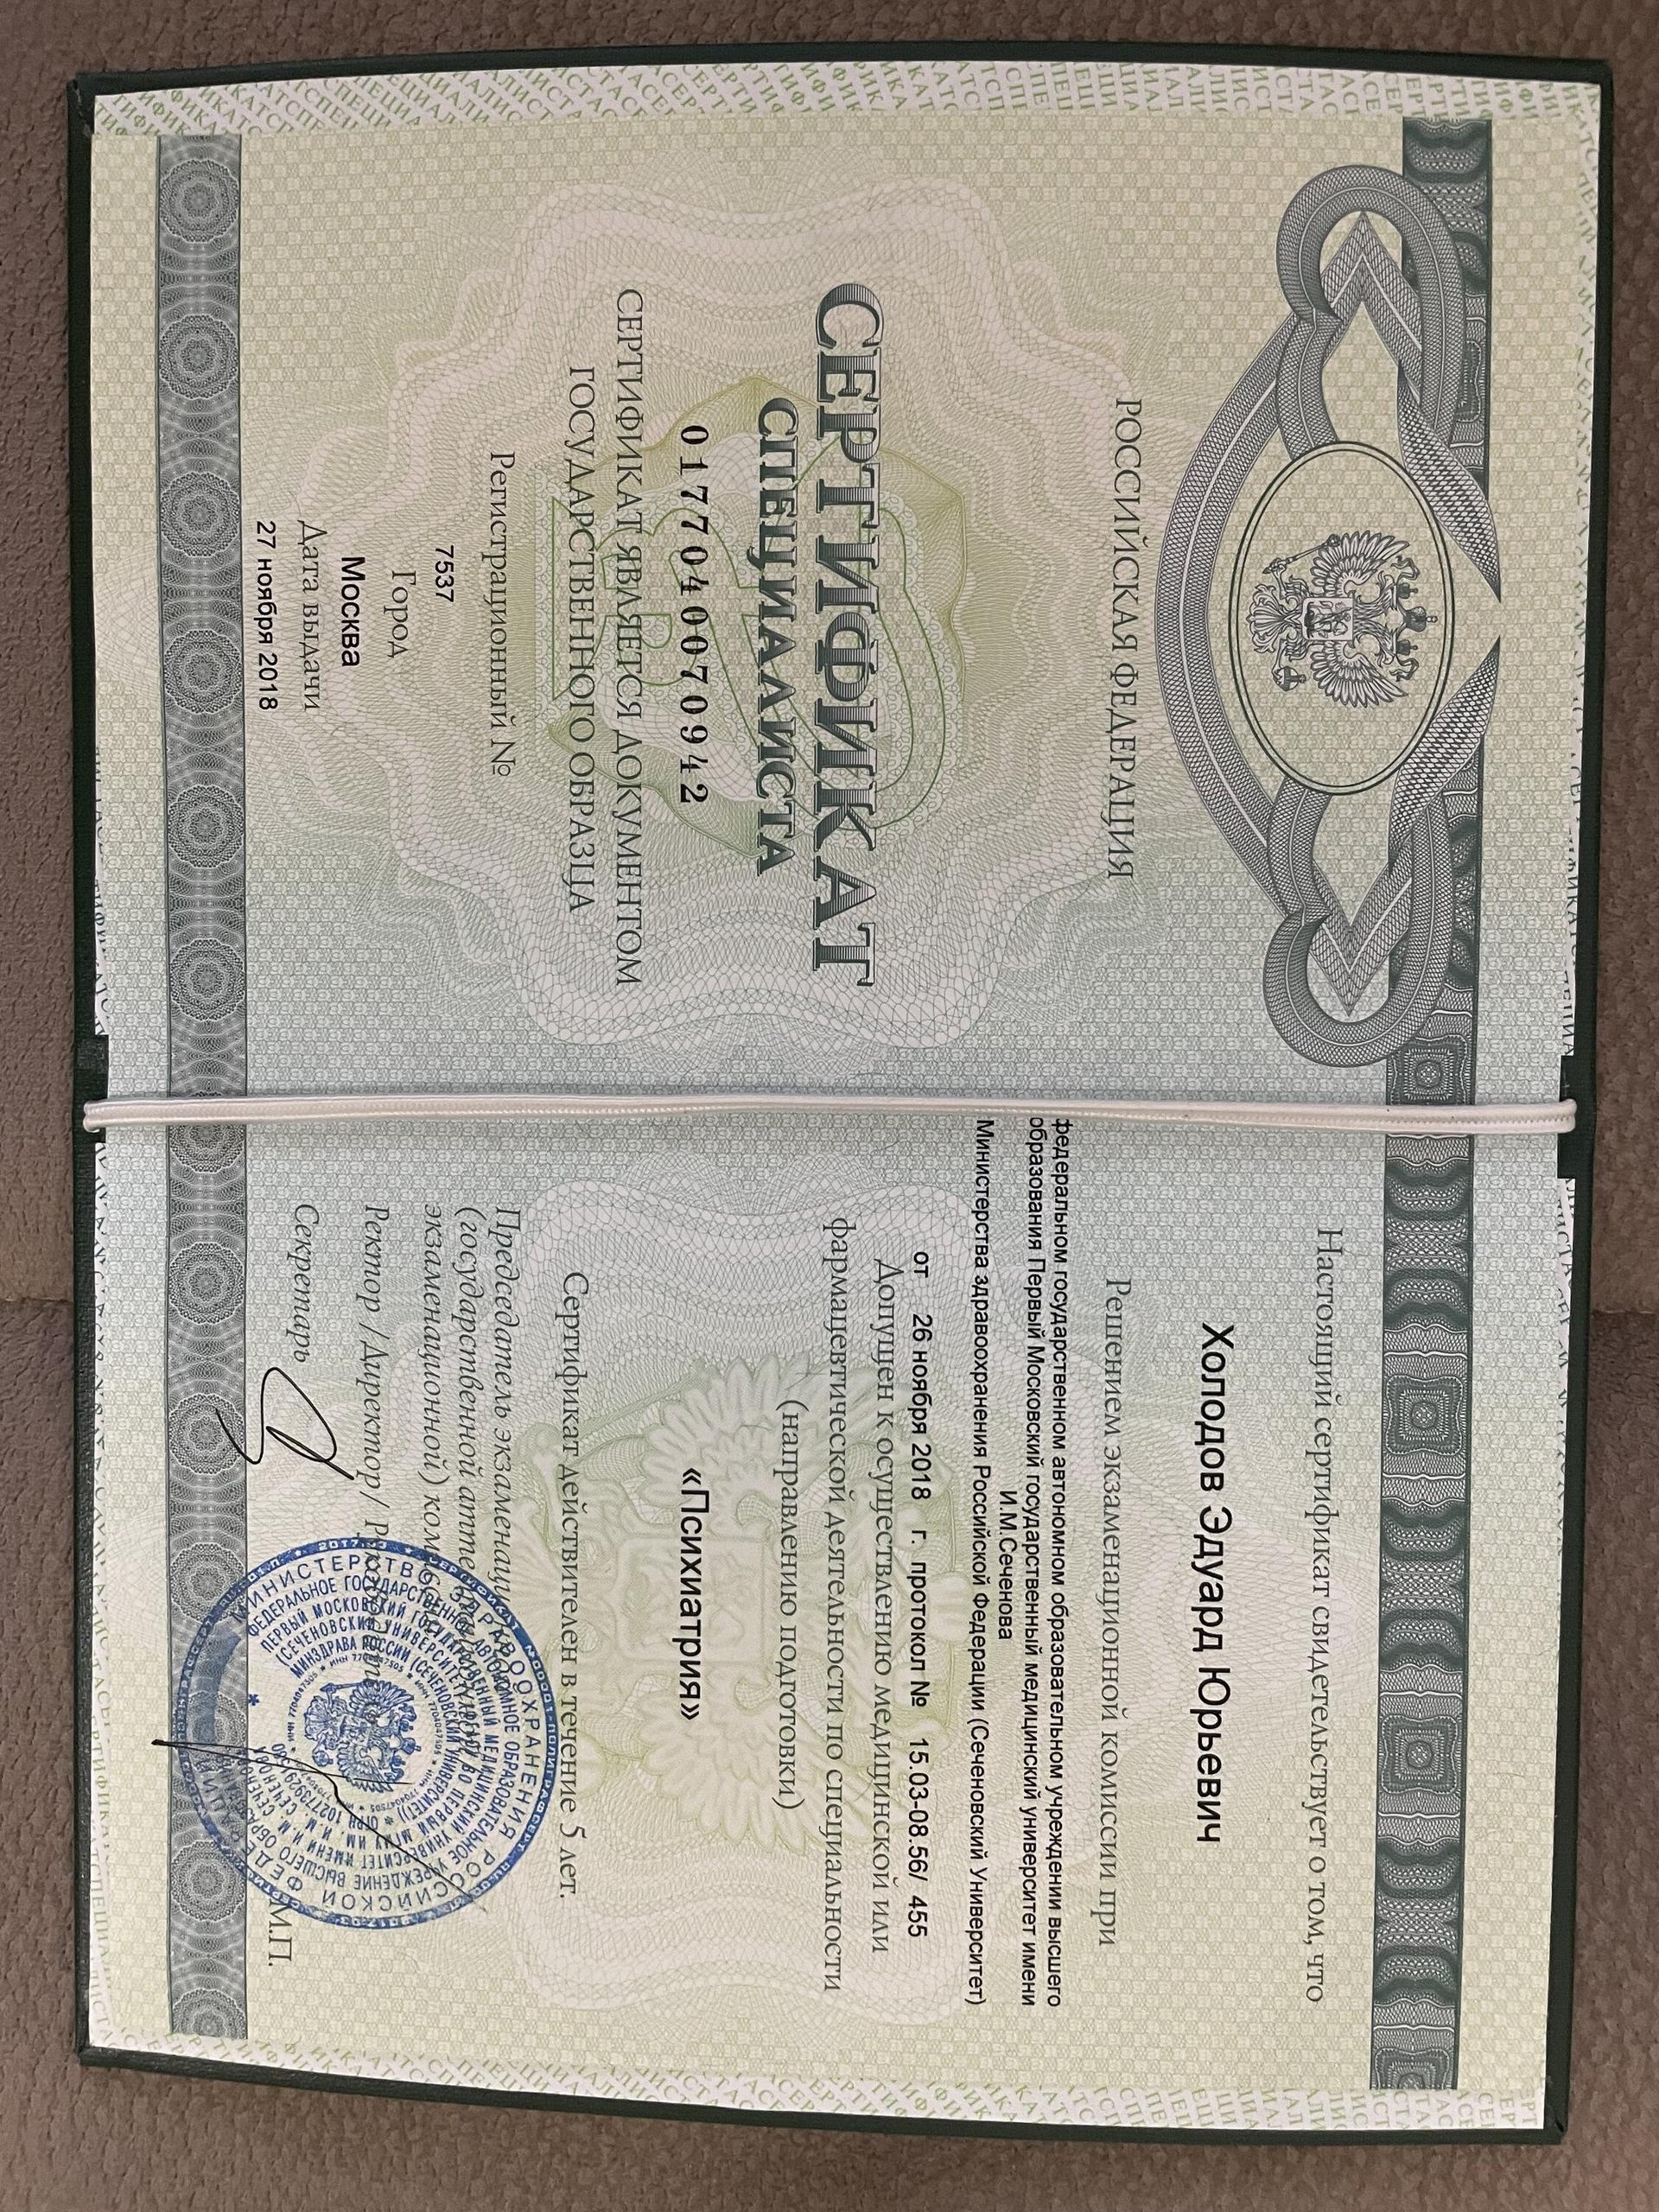 РОССИЙСКАЯ ФЕДЕРАЦИЯ
СЕРТИФИКАТ
СПЕЦИАЛИСТА
0177040070942
СЕРТИФИКАТ ЯВЛЯЕТСЯ ДОКУМЕНТОМ
ГОСУДАРСТВЕННОГО ОБРАЗЦА
Регистрационный №
7537
Город
Москва
Дата выдачи
27 ноября 2018
Настоящий сертификат свидетельствует о том, что
Холодов Эдуард Юрьевич
Решением экзаменационной комиссии при
федеральном государственном автономном образовательном учреждении высшего
образования Первый Московский государственный медицинский университет имени
И.М.Сеченова
Министерства здравоохранения Российской Федерации (Сеченовский Университет)
от 26 ноября 2018 г. протокол № 15.03-08.56/ 455
Допущен к осуществлению медицинской или
фармацевтической деятельности по специальности
(направлению подготовки)
«Психиатрия»
Сертификат действителен в течение 5 лет.
Председатель экзаменационной
(государственной
экзаменационной)
Ректор /Директор/
Секретарь
М.П.
МИНИСТЕРСТВО ЗДРАВООХРАНЕНИЯ РОССИЙСКОЙ ФЕДЕРАЦИИ